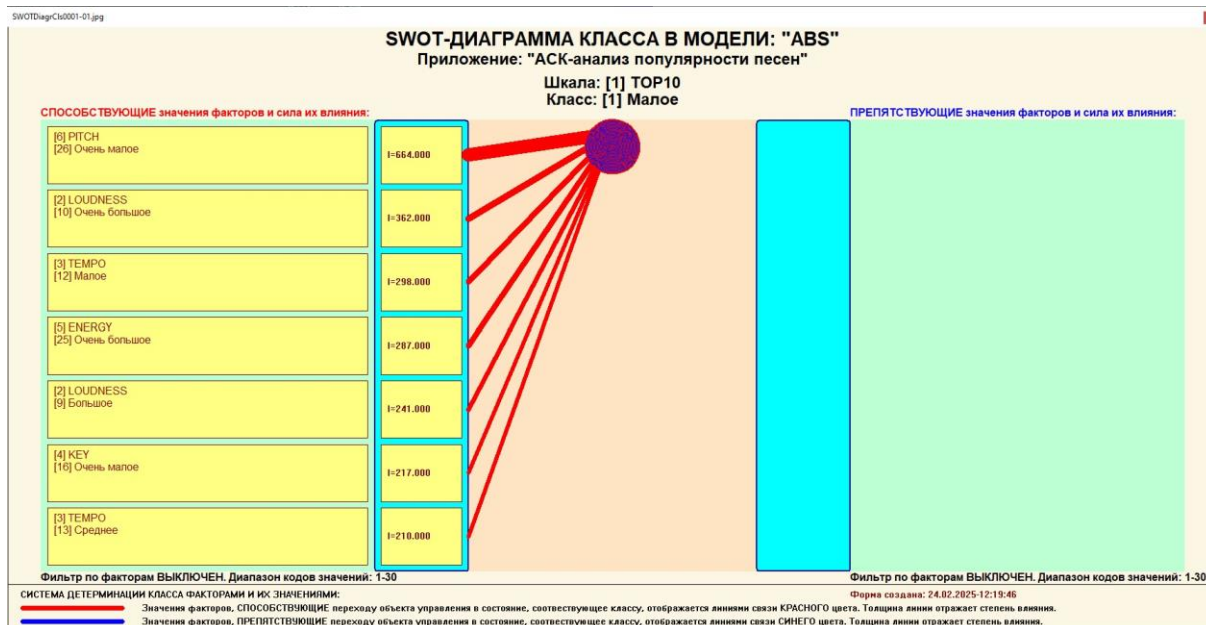 SWOTDiagrCls0001-01.jpg
SWOT-ДИАГРАММА КЛАССА В МОДЕЛИ: "ABS"
Приложение: "АСК-анализ популярности песен"
Шкала: [1] TOP10
Класс: [1] Малое
СПОСОБСТВУЮЩИЕ значения факторов и сила их влияния:
ПРЕПЯТСТВУЮЩИЕ значения факторов и сила их влияния:
[6] PITCH
[26] Очень малое
I=664.000
[2] LOUDNESS
[10] Очень большое
I=362.000
[3] TEMPO
[12] Малое
I=298.000
[5] ENERGY
[25] Очень большое
I=287.000
[2] LOUDNESS
[9] Большое
I=241.000
[4] KEY
[16] Очень малое
I=217.000
[3] TEMPO
[13] Среднее
I=210.000
Фильтр по факторам ВЫКЛЮЧЕН. Диапазон кодов значений: 1-30
Фильтр по факторам ВЫКЛЮЧЕН. Диапазон кодов значений: 1-30
СИСТЕМА ДЕТЕРМИНАЦИИ КЛАССА ФАКТОРАМИ И ИХ ЗНАЧЕНИЯМИ:
Форма создана: 24.02.2025-12:19:46
Значения факторов, СПОСОБСТВУЮЩИЕ переходу объекта управления в состояние, соотвествующее классу, отображается линиями связи КРАСНОГО цвета. Толщина линии отражает степень влияния.
Значения факторов, ПРЕПЯТСТВУЮЩИЕ переходу объекта управления в состояние, соотвествующее классу, отображается линиями связи СИНЕГО цвета. Толщина линии отражает степень влияния.